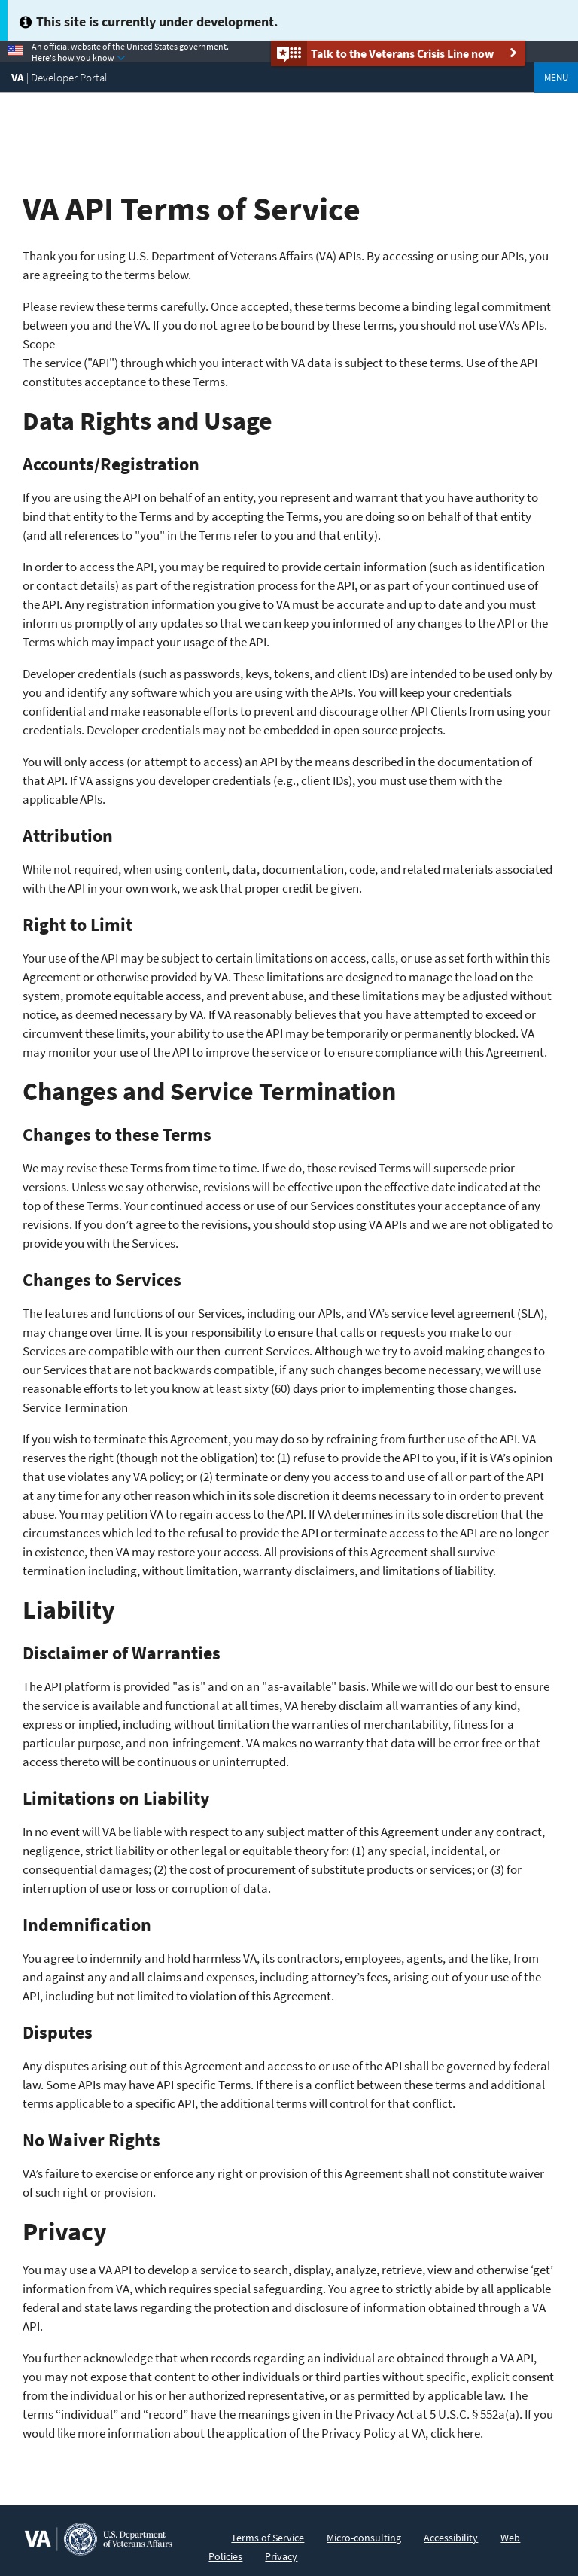 This site is currently under development.
An official website of the United States government.
Here's how you know
Talk to the Veterans Crisis Line now
VA | Developer Portal
MENU
VA API Terms of Service
Thank you for using U.S. Department of Veterans Affairs (VA) APIs. By accessing or using our APIs, you
are agreeing to the terms below.
Please review these terms carefully. Once accepted, these terms become a binding legal commitment
between you and the VA. If you do not agree to be bound by these terms, you should not use VA’s APIs.
Scope
The service ("API") through which you interact with VA data is subject to these terms. Use of the API
constitutes acceptance to these Terms.
Data Rights and Usage
Accounts/Registration
If you are using the API on behalf of an entity, you represent and warrant that you have authority to
bind that entity to the Terms and by accepting the Terms, you are doing so on behalf of that entity
(and all references to "you" in the Terms refer to you and that entity).
In order to access the API, you may be required to provide certain information (such as identification
or contact details) as part of the registration process for the API, or as part of your continued use of
the API. Any registration information you give to VA must be accurate and up to date and you must
inform us promptly of any updates so that we can keep you informed of any changes to the API or the
Terms which may impact your usage of the API.
Developer credentials (such as passwords, keys, tokens, and client IDs) are intended to be used only by
you and identify any software which you are using with the APIs. You will keep your credentials
confidential and make reasonable efforts to prevent and discourage other API Clients from using your
credentials. Developer credentials may not be embedded in open source projects.
You will only access (or attempt to access) an API by the means described in the documentation of
that API. If VA assigns you developer credentials (e.g., client IDs), you must use them with the
applicable APIs.
Attribution
While not required, when using content, data, documentation, code, and related materials associated
with the API in your own work, we ask that proper credit be given.
Right to Limit
Your use of the API may be subject to certain limitations on access, calls, or use as set forth within this
Agreement or otherwise provided by VA. These limitations are designed to manage the load on the
system, promote equitable access, and prevent abuse, and these limitations may be adjusted without
notice, as deemed necessary by VA. If VA reasonably believes that you have attempted to exceed or
circumvent these limits, your ability to use the API may be temporarily or permanently blocked. VA
may monitor your use of the API to improve the service or to ensure compliance with this Agreement.
Changes and Service Termination
Changes to these Terms
We may revise these Terms from time to time. If we do, those revised Terms will supersede prior
versions. Unless we say otherwise, revisions will be effective upon the effective date indicated at the
top of these Terms. Your continued access or use of our Services constitutes your acceptance of any
revisions. If you don’t agree to the revisions, you should stop using VA APIs and we are not obligated to
provide you with the Services.
Changes to Services
The features and functions of our Services, including our APIs, and VA’s service level agreement (SLA),
may change over time. It is your responsibility to ensure that calls or requests you make to our
Services are compatible with our then-current Services. Although we try to avoid making changes to
our Services that are not backwards compatible, if any such changes become necessary, we will use
reasonable efforts to let you know at least sixty (60) days prior to implementing those changes.
Service Termination
If you wish to terminate this Agreement, you may do so by refraining from further use of the API. VA
reserves the right (though not the obligation) to: (1) refuse to provide the API to you, if it is VA’s opinion
that use violates any VA policy; or (2) terminate or deny you access to and use of all or part of the API
at any time for any other reason which in its sole discretion it deems necessary to in order to prevent
abuse. You may petition VA to regain access to the API. If VA determines in its sole discretion that the
circumstances which led to the refusal to provide the API or terminate access to the API are no longer
in existence, then VA may restore your access. All provisions of this Agreement shall survive
termination including, without limitation, warranty disclaimers, and limitations of liability.
Liability
Disclaimer of Warranties
The API platform is provided "as is" and on an "as-available" basis. While we will do our best to ensure
the service is available and functional at all times, VA hereby disclaim all warranties of any kind,
express or implied, including without limitation the warranties of merchantability, fitness for a
particular purpose, and non-infringement. VA makes no warranty that data will be error free or that
access thereto will be continuous or uninterrupted.
Limitations on Liability
In no event will VA be liable with respect to any subject matter of this Agreement under any contract,
negligence, strict liability or other legal or equitable theory for: (1) any special, incidental, or
consequential damages; (2) the cost of procurement of substitute products or services; or (3) for
interruption of use or loss or corruption of data.
Indemnification
You agree to indemnify and hold harmless VA, its contractors, employees, agents, and the like, from
and against any and all claims and expenses, including attorney’s fees, arising out of your use of the
API, including but not limited to violation of this Agreement.
Disputes
Any disputes arising out of this Agreement and access to or use of the API shall be governed by federal
law. Some APIs may have API specific Terms. If there is a conflict between these terms and additional
terms applicable to a specific API, the additional terms will control for that conflict.
No Waiver Rights
VA’s failure to exercise or enforce any right or provision of this Agreement shall not constitute waiver
of such right or provision.
Privacy
You may use a VA API to develop a service to search, display, analyze, retrieve, view and otherwise ‘get’
information from VA, which requires special safeguarding. You agree to strictly abide by all applicable
federal and state laws regarding the protection and disclosure of information obtained through a VA
API.
You further acknowledge that when records regarding an individual are obtained through a VA API,
you may not expose that content to other individuals or third parties without specific, explicit consent
from the individual or his or her authorized representative, or as permitted by applicable law. The
terms “individual” and “record” have the meanings given in the Privacy Act at 5 U.S.C. § 552a(a). If you
would like more information about the application of the Privacy Policy at VA, click here.
VA | U.S. Department
of Veterans Affairs
Terms of Service Micro-consulting Accessibility Web
Policies Privacy